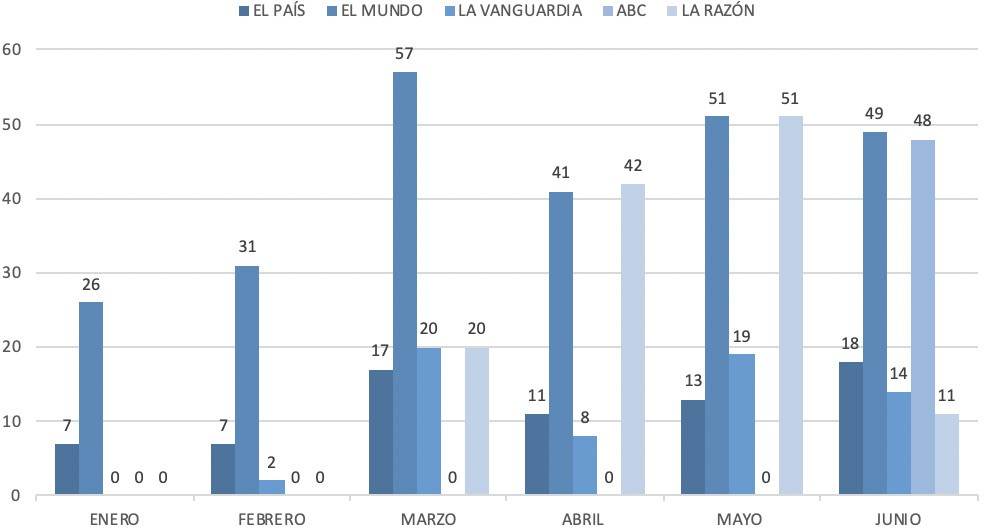 EL PAÍS EL MUNDO LA VANGUARDIA ABC LA RAZÓN
60
50
40
30
20
10
0
7 26 0 0 0
7 31 2 0 0
17 57 20 0 20
11 41 8 0 42
13 51 19 0 51
18 49 14 48 11
ENERO FEBRERO MARZO ABRIL MAYO JUNIO